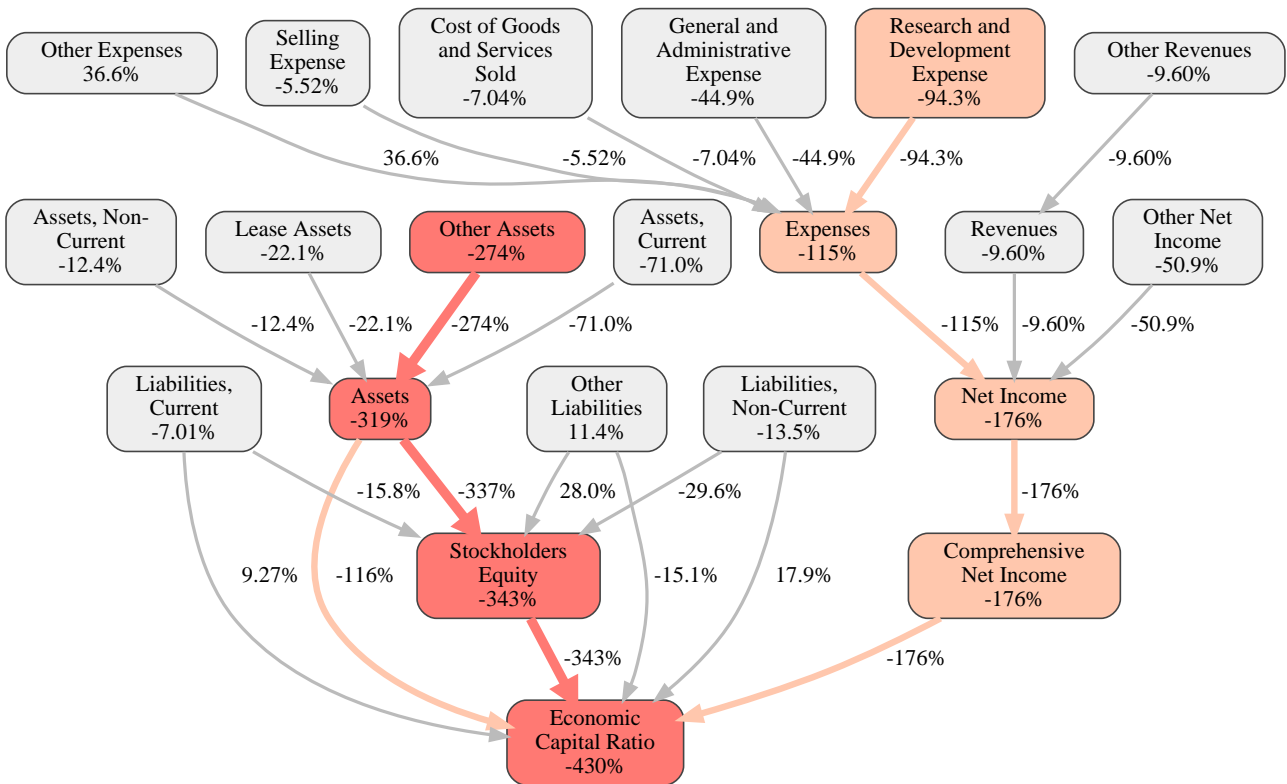 Other Expenses
36.6%
Selling
Expense
-5.52%
Cost of Goods
and Services
Sold
-7.04%
General and
Administrative
Expense
-44.9%
Research and
Development
Expense
-94.3%
Other Revenues
-9.60%
36.6%
-5.52%
-7.04%
-44.9%
-94.3%
-9.60%
Assets, Non-
Current
-12.4%
Lease Assets
-22.1%
Other Assets
-274%
Assets,
Current
-71.0%
Expenses
-115%
Revenues
-9.60%
Other Net
Income
-50.9%
-12.4%
-22.1%
-274%
-71.0%
-115%
-9.60%
-50.9%
Liabilities,
Current
-7.01%
Assets
-319%
Other
Liabilities
11.4%
Liabilities,
Non-Current
-13.5%
Net Income
-176%
-15.8%
-337%
28.0%
-29.6%
-176%
Stockholders
Equity
-343%
Comprehensive
Net Income
-176%
9.27%
-116%
-15.1%
17.9%
-343%
-176%
Economic
Capital Ratio
-430%